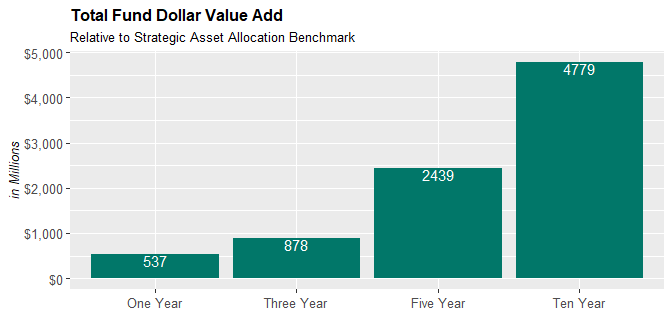 Total Fund Dollar Value Add
Relative to Strategic Asset Allocation Benchmark
in Millions
$5,000
$4,000
$3,000
$2,000
$1,000
$0
537
878
2439
4779
One Year
Three Year
Five Year
Ten Year